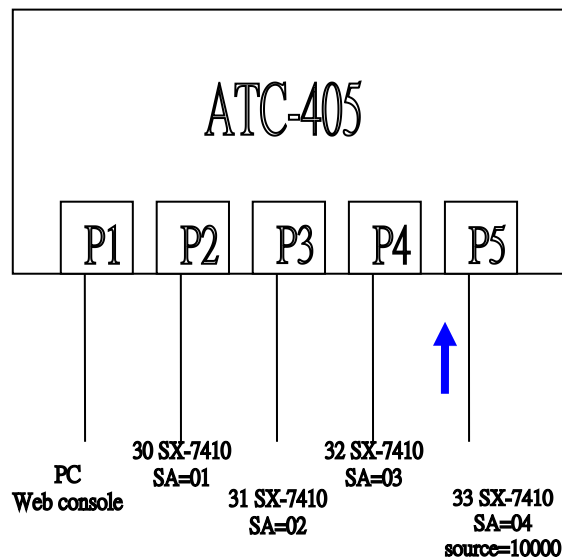 ATC-405
P1 P2 P3 P4 P5
PC
Web console
30 SX-7410
SA=01
31 SX-7410
SA=02
32 SX-7410
SA=03
33 SX-7410
SA=04
source=10000